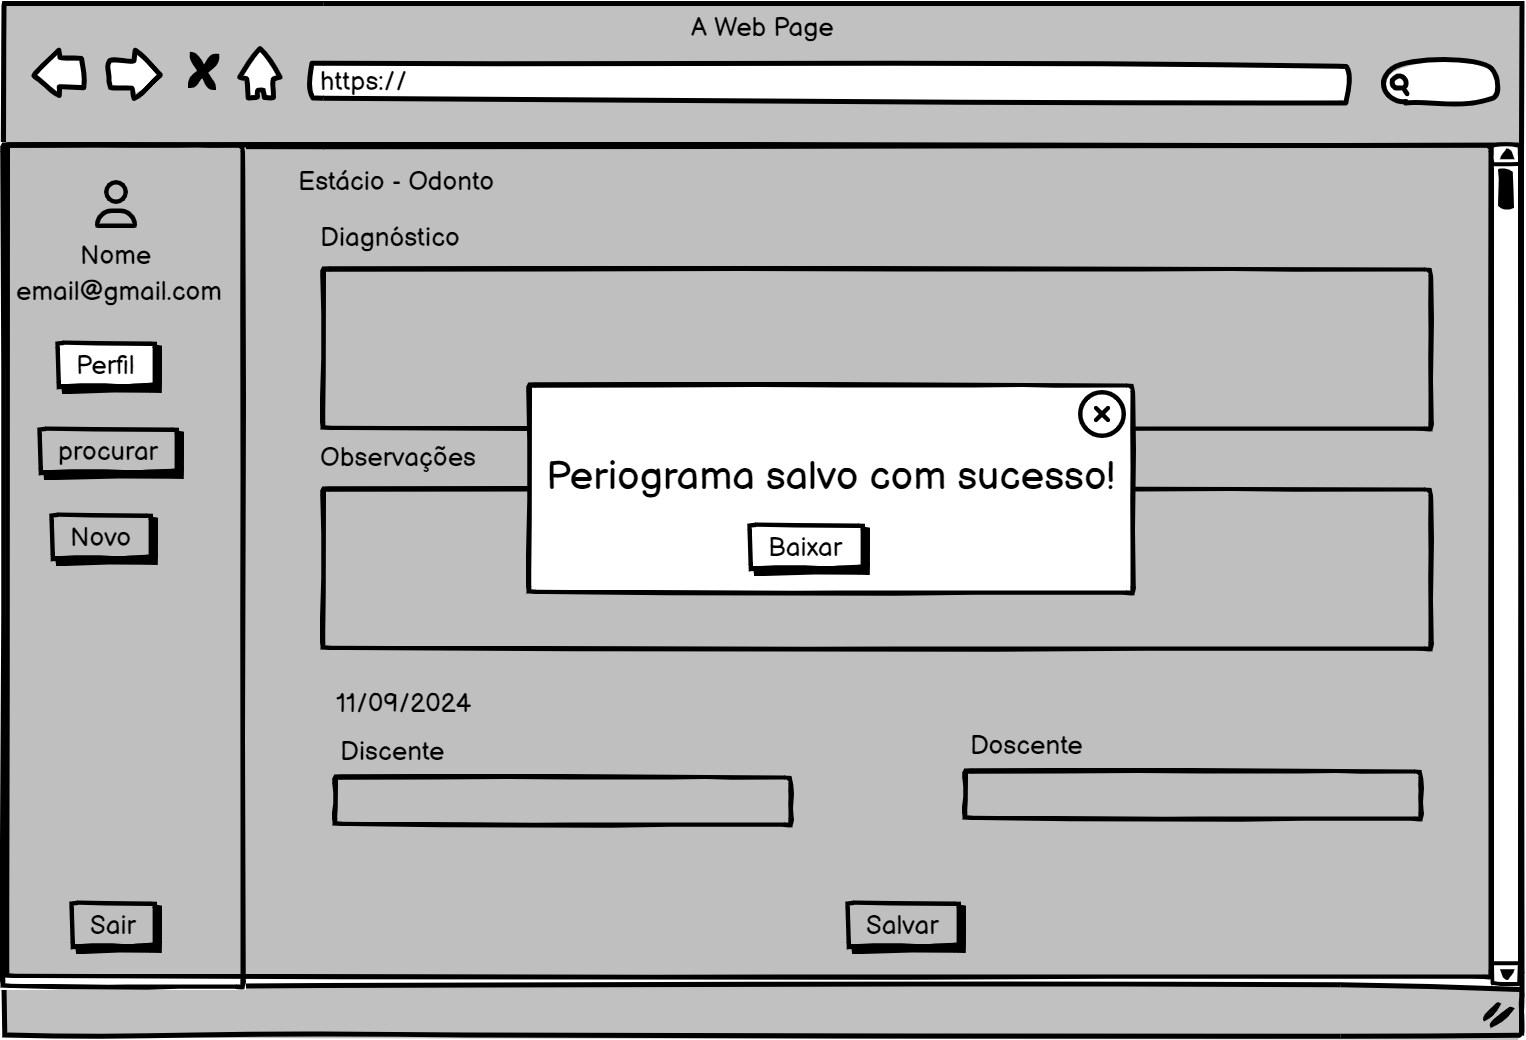 A Web Page
https://
Nome
email@gmail.com
Perfil
procurar
Novo
Sair
Estácio - Odonto
Diagnóstico
Observações
Periograma salvo com sucesso!
Baixar
11/09/2024
Discente
Doscente
Salvar